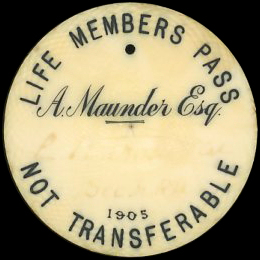 LIFE MEMBERS PASS
A. Maunder Esq.
1905
NOT TRANSFERABLE